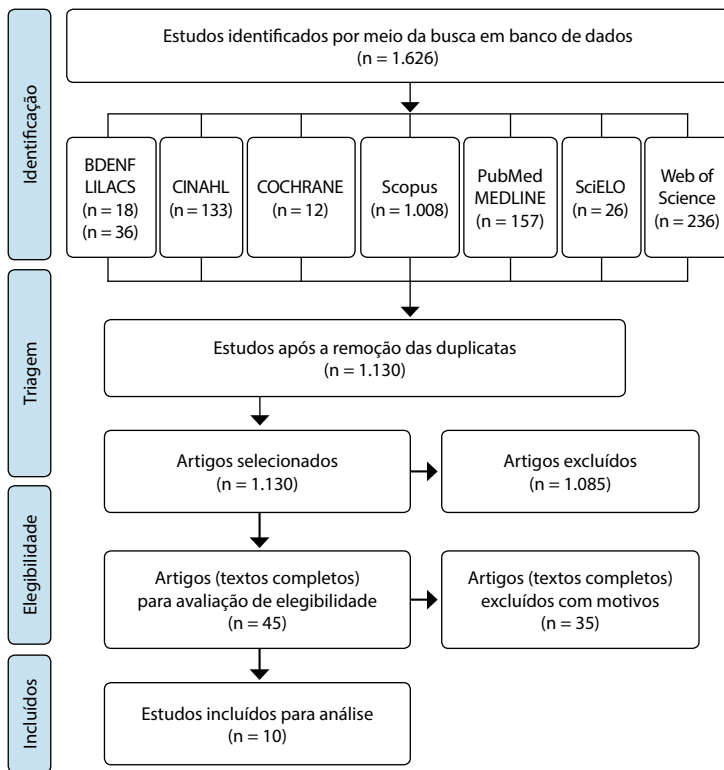 Identificação
Estudos identificados por meio da busca em banco de dados
(n = 1.626)
BDENF
LILACS
(n = 18)
(n = 36)
CINAHL
(n = 133)
COCHRANE
(n = 12)
Scopus
(n = 1.008)
PubMed
MEDLINE
(n = 157)
SciELO
(n = 26)
Web of
Science
(n = 236)
Triagem
Estudos após a remoção das duplicatas
(n = 1.130)
Artigos selecionados
(n = 1.130)
Artigos excluídos
(n = 1.085)
Elegibilidade
Artigos (textos completos)
para avaliação de elegibilidade
(n = 45)
Artigos (textos completos)
excluídos com motivos
(n = 35)
Incluídos
Estudos incluídos para análise
(n = 10)